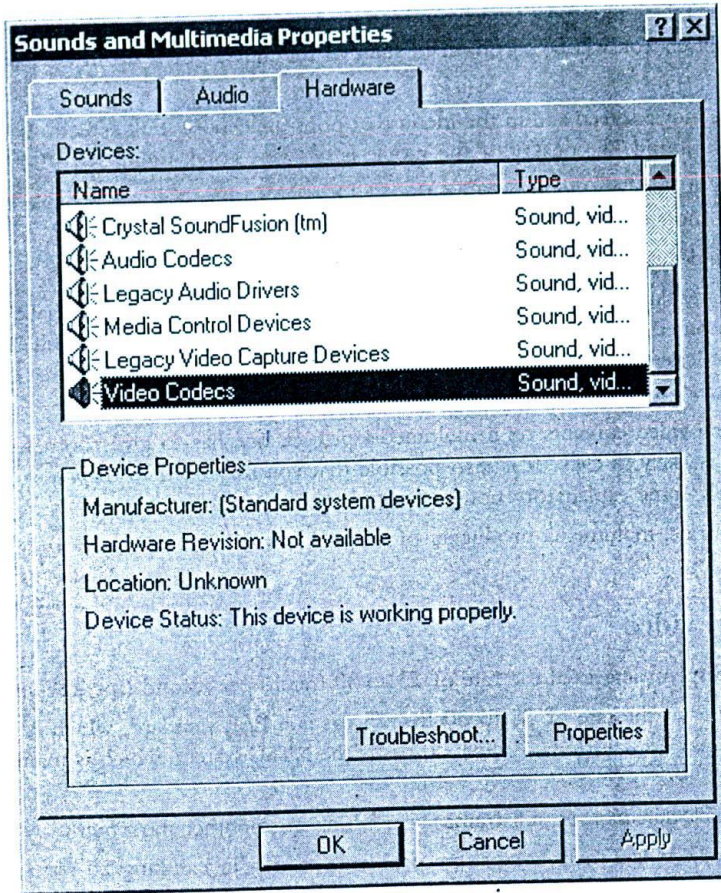 Sounds and Multimedia Properties
Sounds Audio Hardware
Devices:
Name Type
Crystal SoundFusion (tm) Sound, vid...
Audio Codecs Sound, vid...
Legacy Audio Drivers Sound, vid...
Media Control Devices Sound, vid...
Legacy Video Capture Devices Sound, vid...
Video Codecs Sound, vid...
Device Properties
Manufacturer: (Standard system devices)
Hardware Revision: Not available
Location: Unknown
Device Status: This device is working properly.
Troubleshoot... Properties
OK Cancel Apply